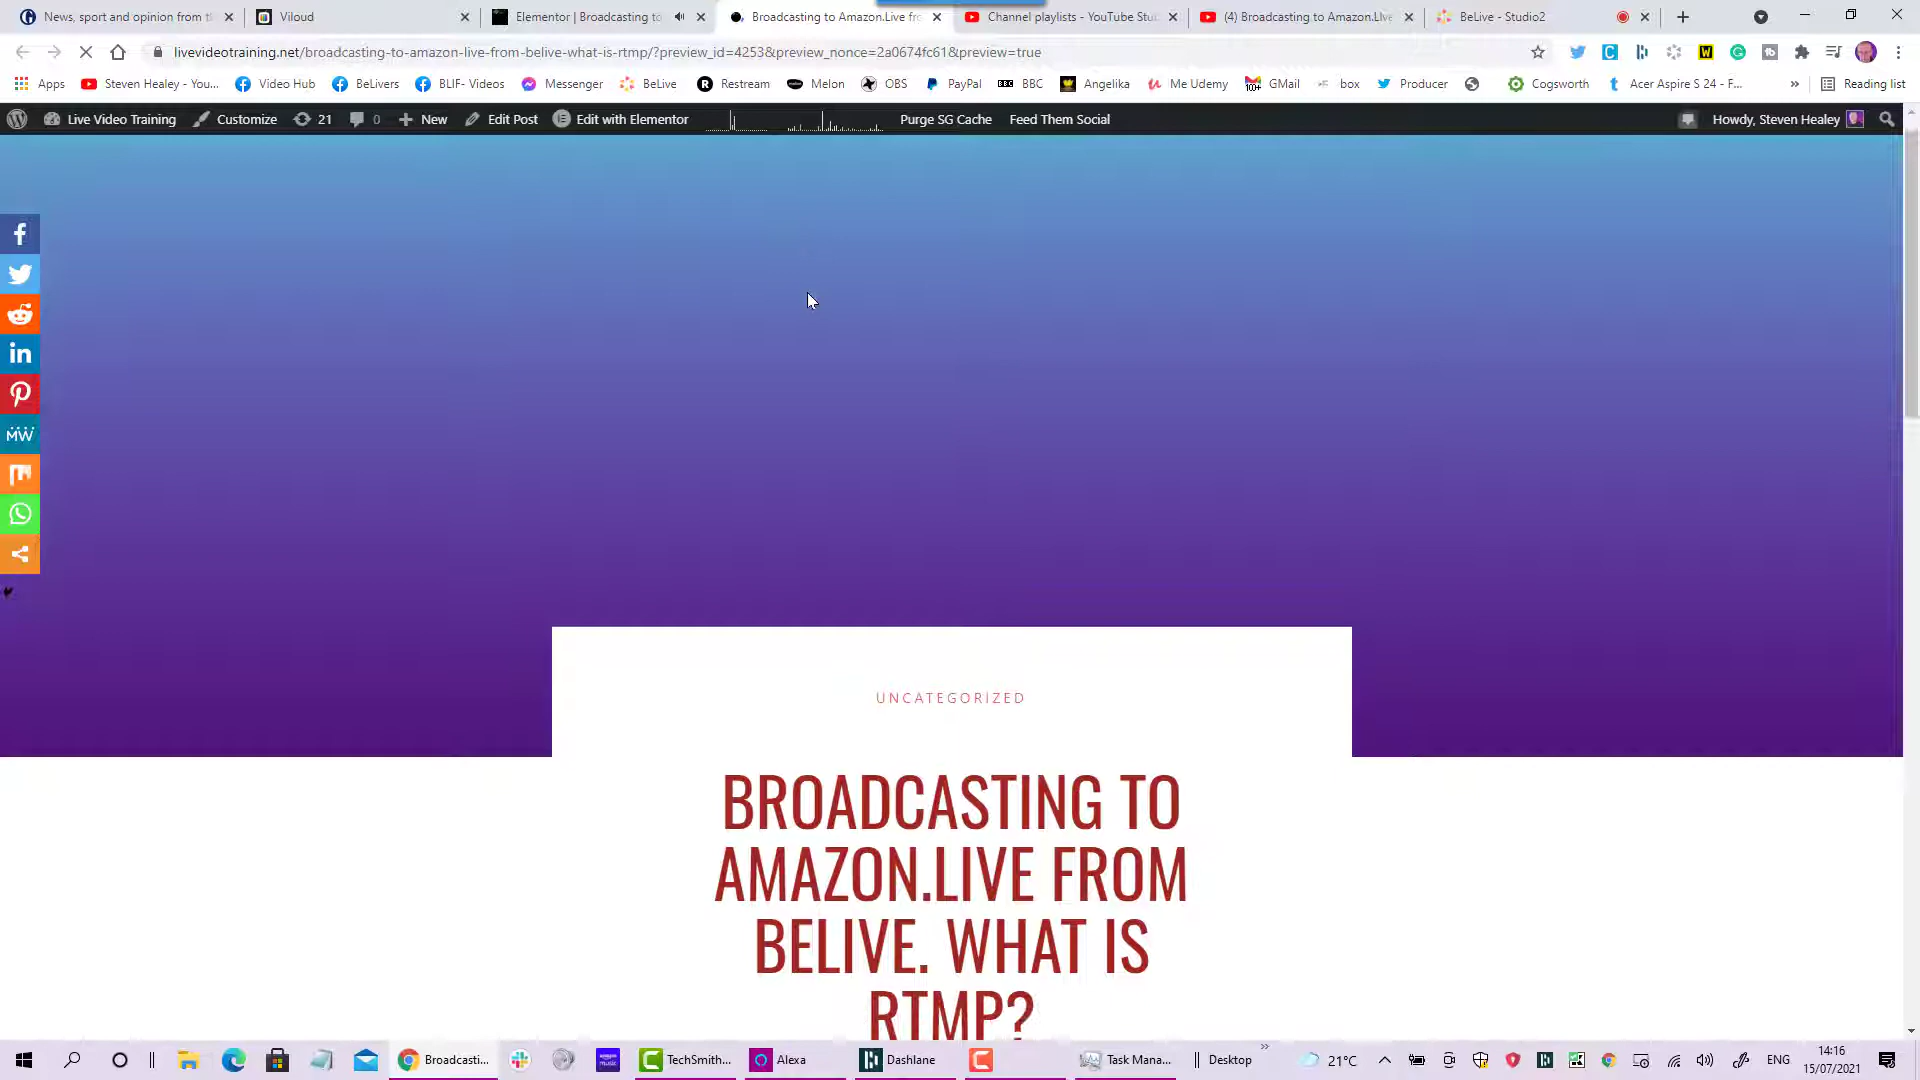 News, sport and opinion from t
Viloud
Elementor | Broadcasting to
Broadcasting to Amazon.Live fr
Channel playlists - YouTube Stu
(4) Broadcasting to Amazon.Live
BeLive - Studio2
livevideotraining.net/broadcasting-to-amazon-live-from-belive-what-is-rtmp/?preview_id=4253&preview_nonce=2a0674fc61&preview=true
Apps
Steven Healey - You...
Video Hub
BeLivers
BLIF- Videos
Messenger
BeLive
Restream
Melon
OBS
PayPal
BBC
Angelika
Me Udemy
GMail
box
Producer
Cogsworth
Acer Aspire S 24 - F...
Reading list
Live Video Training
Customize
21
0
New
Edit Post
Edit with Elementor
Purge SG Cache
Feed Them Social
Howdy, Steven Healey
MW
UNCATEGORIZED
BROADCASTING TO
AMAZON.LIVE FROM
BELIVE. WHAT IS
RTMP?
Broadcasti...
TechSmith...
Alexa
Dashlane
Task Mana...
Desktop
21°C
ENG
14:16
15/07/2021